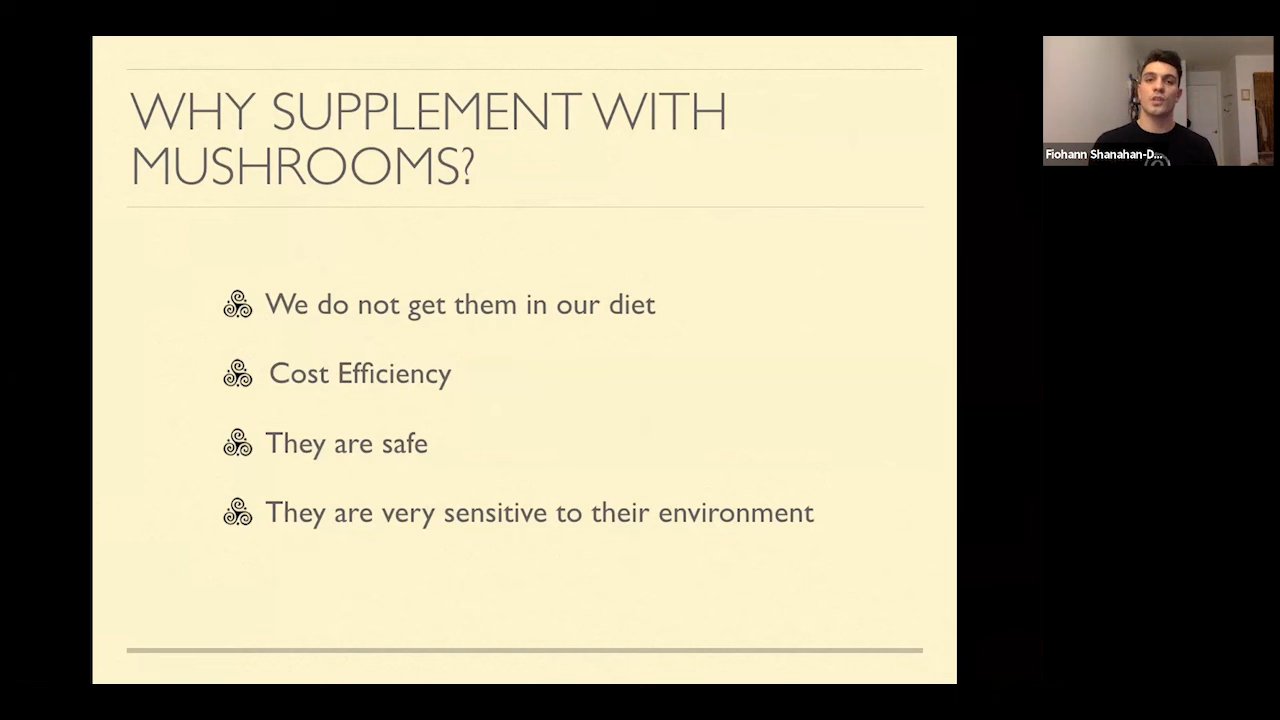 WHY SUPPLEMENT WITH
MUSHROOMS?
We do not get them in our diet
Cost Efficiency
They are safe
They are very sensitive to their environment
Fiohann Shanahan-D...